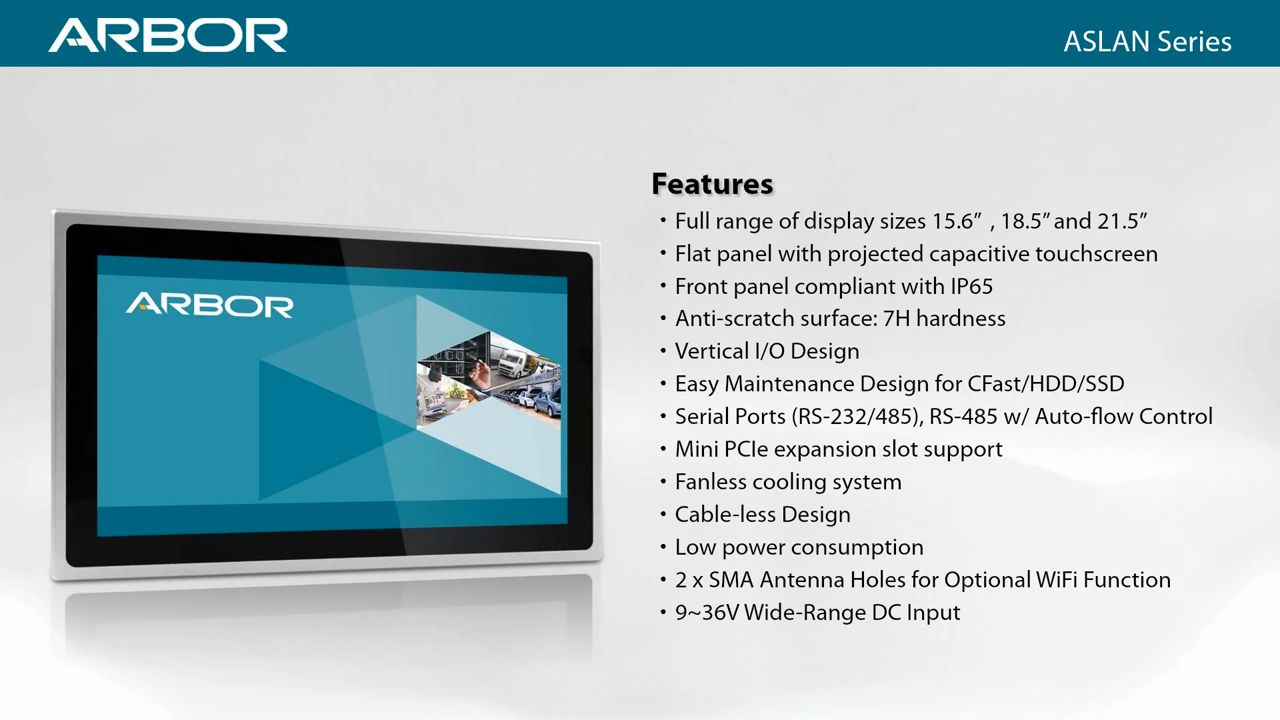 ARBOR
ASLAN Series
Features
• Full range of display sizes 15.6” , 18.5” and 21.5”
• Flat panel with projected capacitive touchscreen
• Front panel compliant with IP65
• Anti-scratch surface: 7H hardness
• Vertical I/O Design
• Easy Maintenance Design for CFast/HDD/SSD
• Serial Ports (RS-232/485), RS-485 w/ Auto-flow Control
• Mini PCIe expansion slot support
• Fanless cooling system
• Cable-less Design
• Low power consumption
• 2 x SMA Antenna Holes for Optional WiFi Function
• 9~36V Wide-Range DC Input
ARBOR